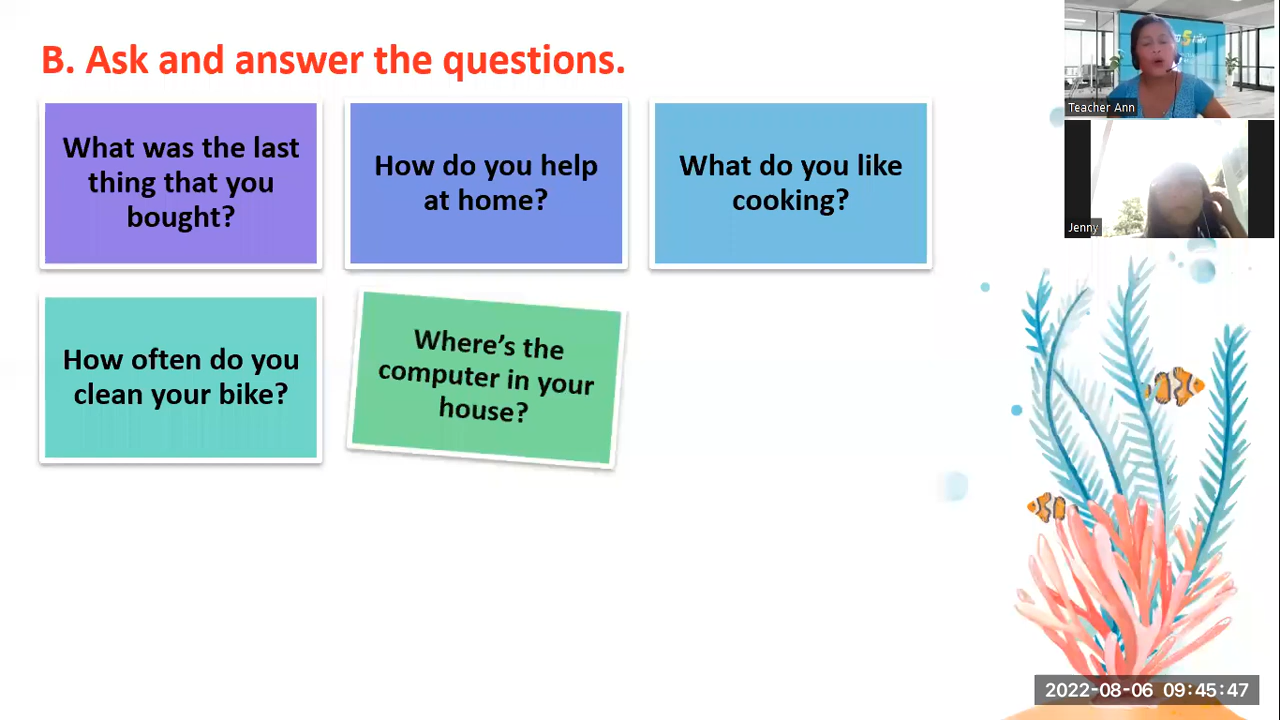 B. Ask and answer the questions.
What was the last
thing that you
bought?
How do you help
at home?
What do you like
cooking?
How often do you
clean your bike?
Where's the
computer in your
house?
Teacher Ann
Jenny
2022-08-06 09:45:47